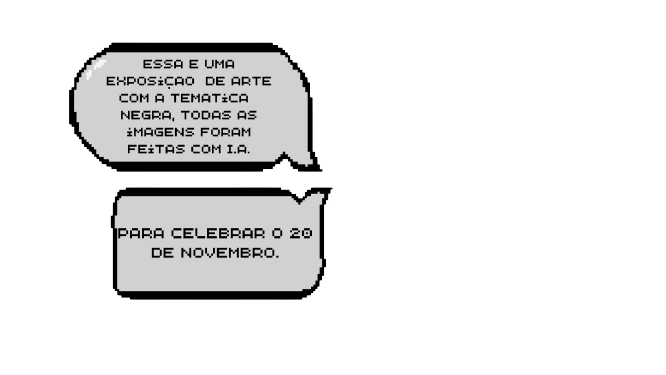 ESSA E UMA
EXPOSiÇAO DE ARTE
COM A TEMATiCA
NEGRA, TODAS AS
iMAGENS FORAM
FEiTAS COM I.A.
PARA CELEBRAR O 20
DE NOVEMBRO.